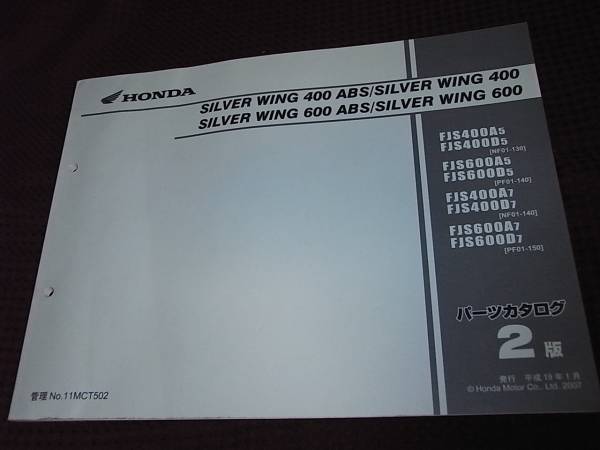 HONDA
SILVER WING 400 ABS/SILVER WING 400
SILVER WING 600 ABS/SILVER WING 600
FJS400A5
FJS400D5
[NF01-130]
FJS600A5
FJS600D5
[PF01-140]
FJS400A7
FJS400D7
[NF01-140]
FJS600A7
FJS600D7
[PF01-150]
パーツカタログ
2版
発行 平成19年1月
© Honda Motor Co., Ltd. 2007
管理 No.11MCT502